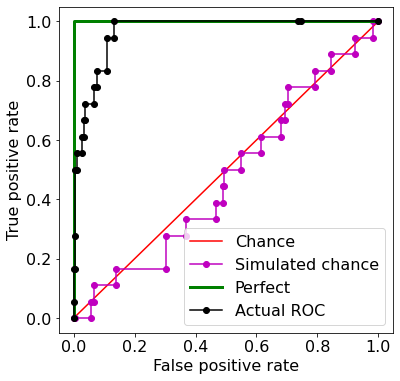 1.0
0.8
0.6
0.4
0.2
0.0
True positive rate
Chance
Simulated chance
Perfect
Actual ROC
0.0 0.2 0.4 0.6 0.8 1.0
False positive rate